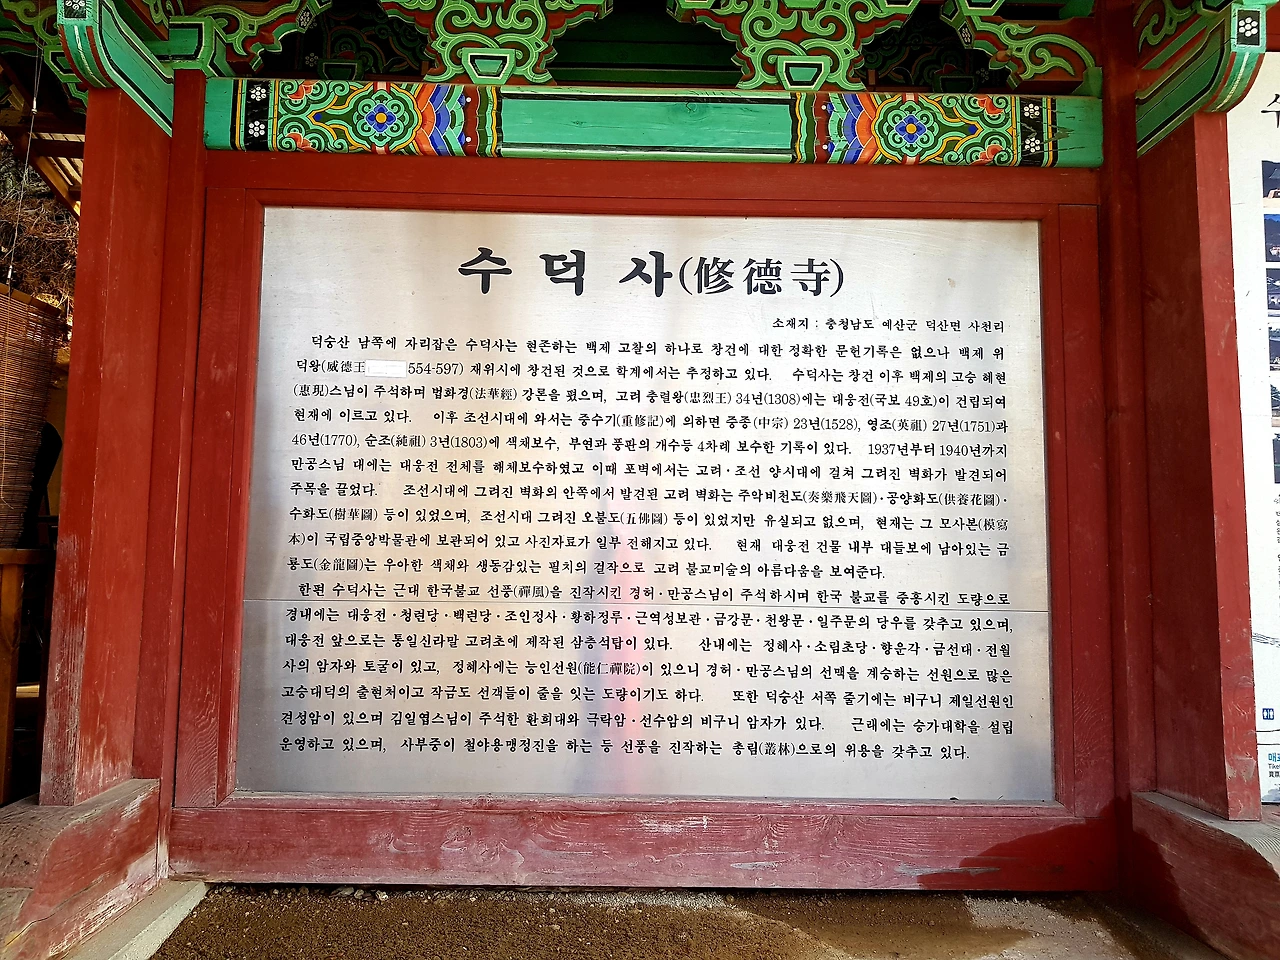 수덕사(修德寺)
소재지 : 충청남도 예산군 덕산면 사천리
덕숭산 남쪽에 자리잡은 수덕사는 현존하는 백제 고찰의 하나로 창건에 대한 정확한 문헌기록은 없으나 백제 위
덕왕(威德王 554-597) 재위시에 창건된 것으로 학계에서는 추정하고 있다. 수덕사는 창건 이후 백제의 고승 혜현
(惠現)스님이 주석하며 법화경(法華經) 강론을 폈으며, 고려 충렬왕(忠烈王) 34년(1308)에는 대웅전(국보 49호)이 건립되여
현재에 이르고 있다. 이후 조선시대에 와서는 중수기(重修記)에 의하면 중종(中宗) 23년(1528), 영조(英祖) 27년(1751)과
46년(1770), 순조(純祖) 3년(1803)에 색채보수, 부연과 풍판의 개수등 4차례 보수한 기록이 있다. 1937년부터 1940년까지
만공스님 대에는 대웅전 전체를 해체보수하였고 이때 포벽에서는 고려·조선 양시대에 걸쳐 그려진 벽화가 발견되어
주목을 끌었다. 조선시대에 그려진 벽화의 안쪽에서 발견된 고려 벽화는 주악비천도(奏樂飛天圖)·공양화도(供養花圖)·
수화도(樹華圖) 등이 있었으며, 조선시대 그려진 오불도(五佛圖) 등이 있었지만 유실되고 없으며, 현재는 그 모사본(模寫
本)이 국립중앙박물관에 보관되어 있고 사진자료가 일부 전해지고 있다. 현재 대웅전 건물 내부 대들보에 남아있는 금
룡도(金龍圖)는 우아한 색채와 생동감있는 필치의 걸작으로 고려 불교미술의 아름다움을 보여준다.
한편 수덕사는 근대 한국불교 선풍(禪風)을 진작시킨 경허·만공스님이 주석하시며 한국 불교를 중흥시킨 도량으로
경내에는 대웅전·청련당·백련당·조인정사·황하정루·근역성보관·금강문·천왕문·일주문의 당우를 갖추고 있으며,
대웅전 앞으로는 통일신라말 고려초에 제작된 삼층석탑이 있다. 산내에는 정혜사·소림초당·향운각·금선대·전월
사의 암자와 토굴이 있고, 정혜사에는 능인선원(能仁禪院)이 있으니 경허·만공스님의 선맥을 계승하는 선원으로 많은
고승대덕의 출현처이고 작금도 선객들이 줄을 잇는 도량이기도 하다. 또한 덕숭산 서쪽 줄기에는 비구니 제일선원인
견성암이 있으며 김일엽스님이 주석한 환희대와 극락암·선수암의 비구니 암자가 있다. 근래에는 승가대학을 설립
운영하고 있으며, 사부중이 철야용맹정진을 하는 등 선풍을 진작하는 총림(叢林)으로의 위용을 갖추고 있다.